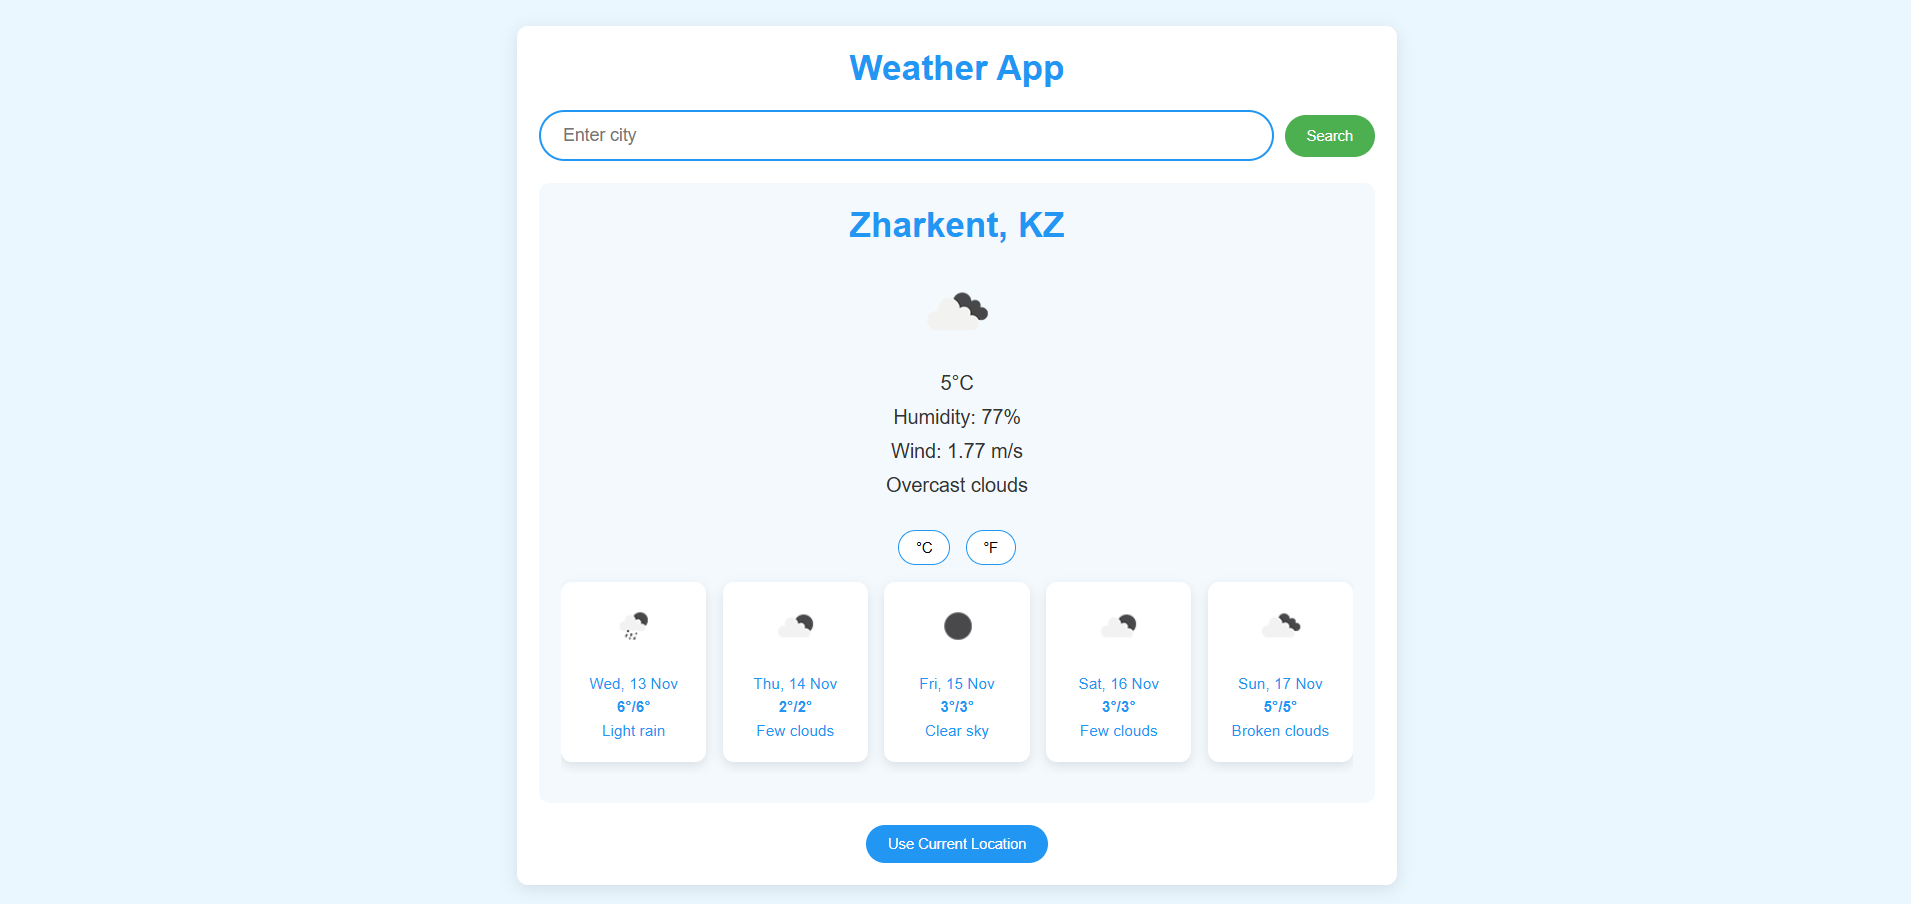 Weather App
Enter city
Search
Zharkent, KZ
5°C
Humidity: 77%
Wind: 1.77 m/s
Overcast clouds
°C
°F
Wed, 13 Nov
6°/6°
Light rain
Thu, 14 Nov
2°/2°
Few clouds
Fri, 15 Nov
3°/3°
Clear sky
Sat, 16 Nov
3°/3°
Few clouds
Sun, 17 Nov
5°/5°
Broken clouds
Use Current Location